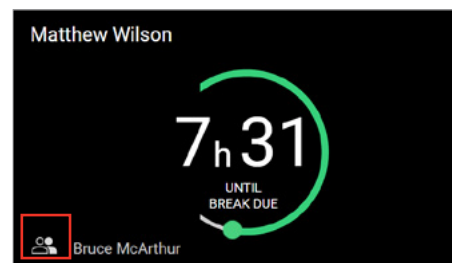 Matthew Wilson
7h31
UNTIL
BREAK DUE
Bruce McArthur